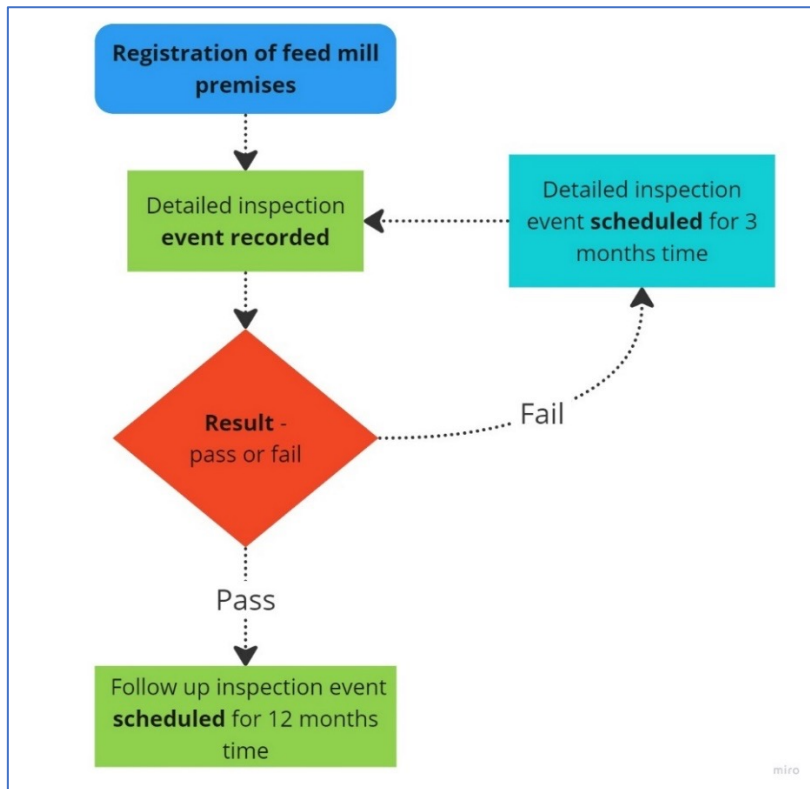 Registration of feed mill
premises
Detailed inspection
event recorded
Detailed inspection
event scheduled for 3
months time
Result -
pass or fail
Fail
Pass
Follow up inspection event
scheduled for 12 months
time
miro